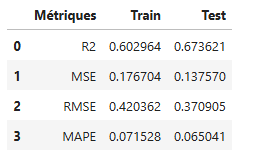 Métriques Train Test
0 R2 0.602964 0.673621
1 MSE 0.176704 0.137570
2 RMSE 0.420362 0.370905
3 MAPE 0.071528 0.065041